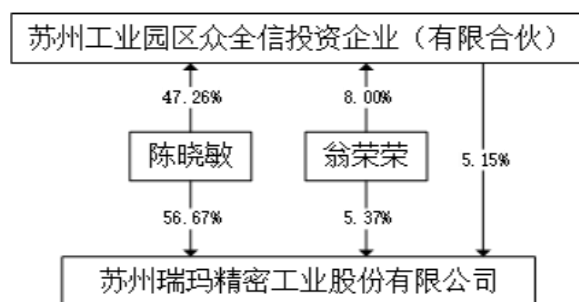 苏州工业园区众全信投资企业（有限合伙）
47.26%
8.00%
陈晓敏
翁荣荣
5.15%
56.67%
5.37%
苏州瑞玛精密工业股份有限公司